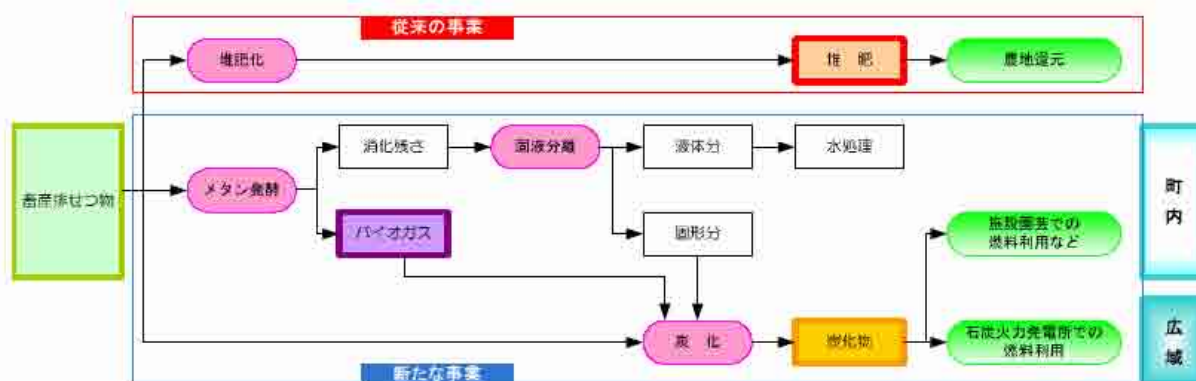 従来の事業
堆肥化
堆 肥
農地還元
畜産排せつ物
消化残さ
固液分離
液体分
水処理
メタン発酵
バイオガス
固形分
施設園芸での
燃料利用など
町内
炭 化
炭化物
石炭火力発電所での
燃料利用
広域
新たな事業